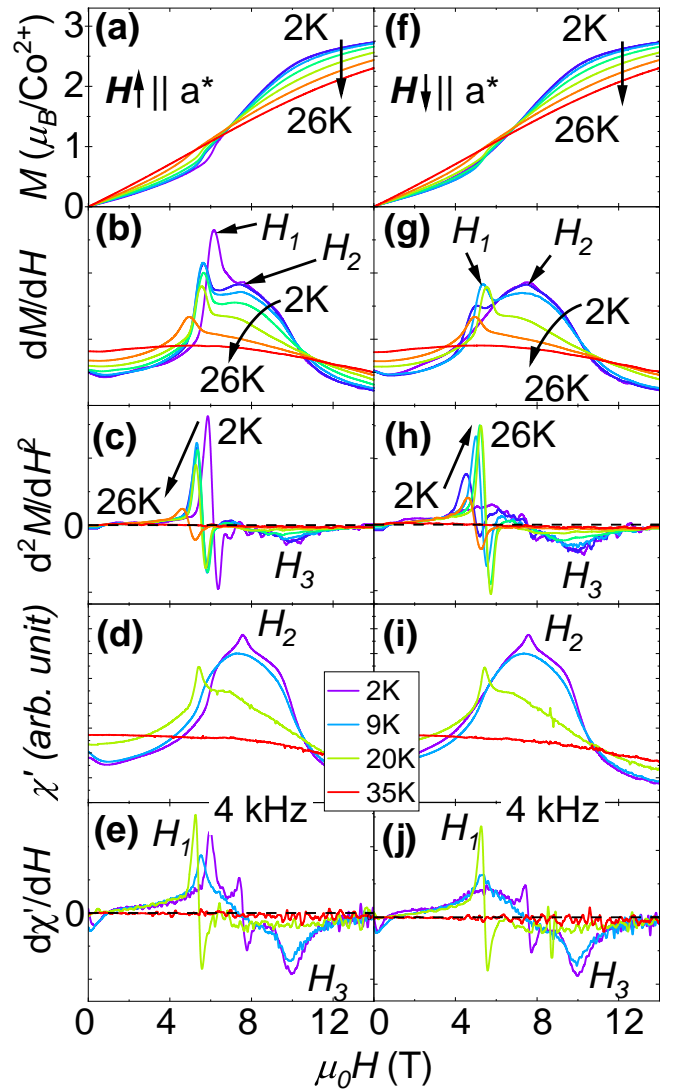 (a) 2K
H↑ || a*
26K
(f) 2K
H↓ || a*
26K
M (μB/Co2+)
3
2
1
0
(b) H1
H2
2K
26K
(g) H1
H2
2K
26K
dM/dH
(c) 2K
26K
H3
(h) 26K
2K
H3
d2M/dH2
0
(d) H2
(i) H2
χ' (arb. unit)
2K
9K
20K
35K
(e) 4 kHz
H1
H3
(j) 4 kHz
H1
H3
dχ'/dH
0
0 4 8 12 0 4 8 12
μ0H (T)